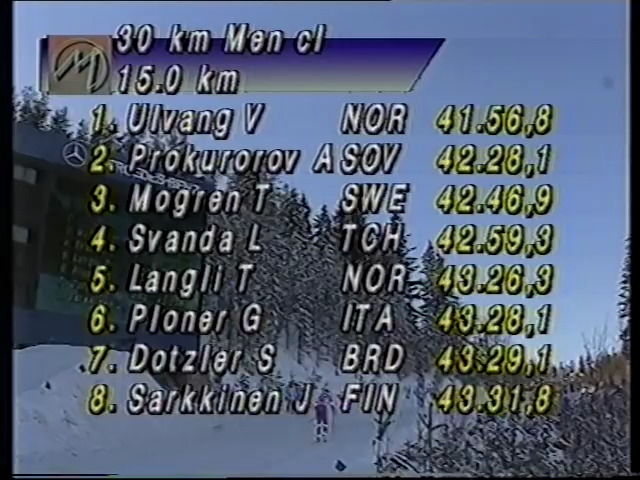 30 km Men cl
15.0 km
1. Ulvang V NOR 41.56,8
2. Prokurorov A SOV 42.28,1
3. Mogren T SWE 42.46,9
4. Svanda L TCH 42.59,3
5. Langli T NOR 43.26,3
6. Ploner G ITA 43.28,1
7. Dotzler S BRD 43.29,1
8. Sarkkinen J FIN 43.31,8